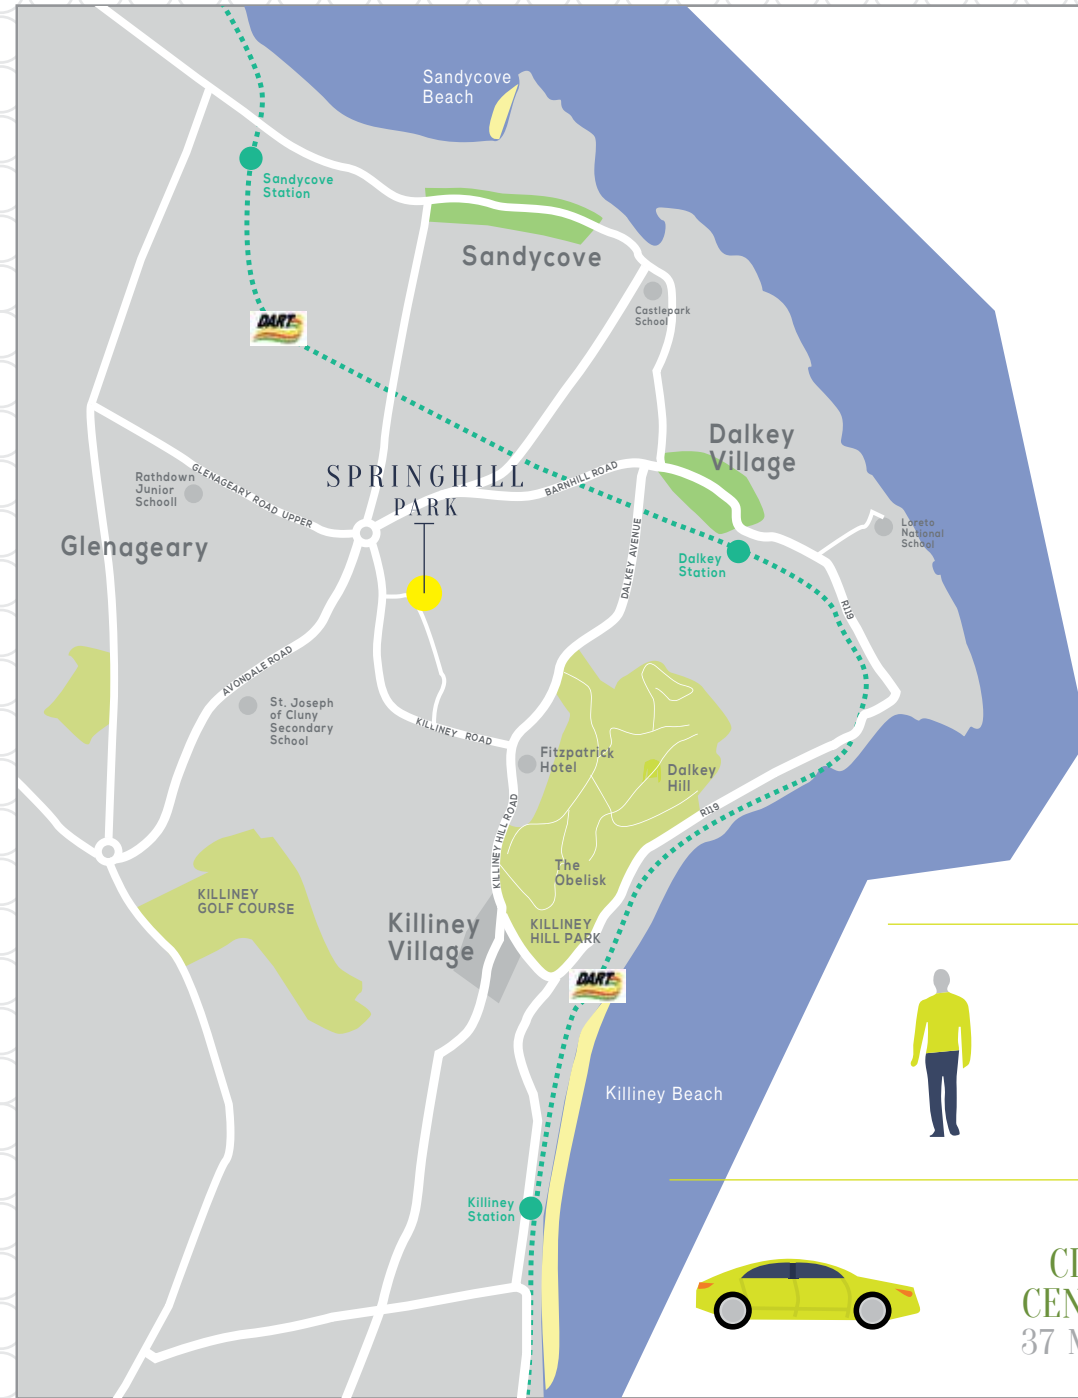 Sandycove
Beach
Sandycove
Station
Sandycove
Castlepark
School
DART
Dalkey
Village
SPRINGHILL
PARK
BARNHILL ROAD
GLENAGEARY ROAD UPPER
Rathdown
Junior
Schooll
Glenageary
DALKEY AVENUE
Dalkey
Station
Loreto
National
School
R119
AVONDALE ROAD
St. Joseph
of Cluny
Secondary
School
KILLINEY ROAD
Fitzpatrick
Hotel
Dalkey
Hill
R119
KILLINEY HILL ROAD
The
Obelisk
KILLINEY
GOLF COURSE
Killiney
Village
KILLINEY
HILL PARK
DART
Killiney Beach
Killiney
Station
CI
CEN
37 M